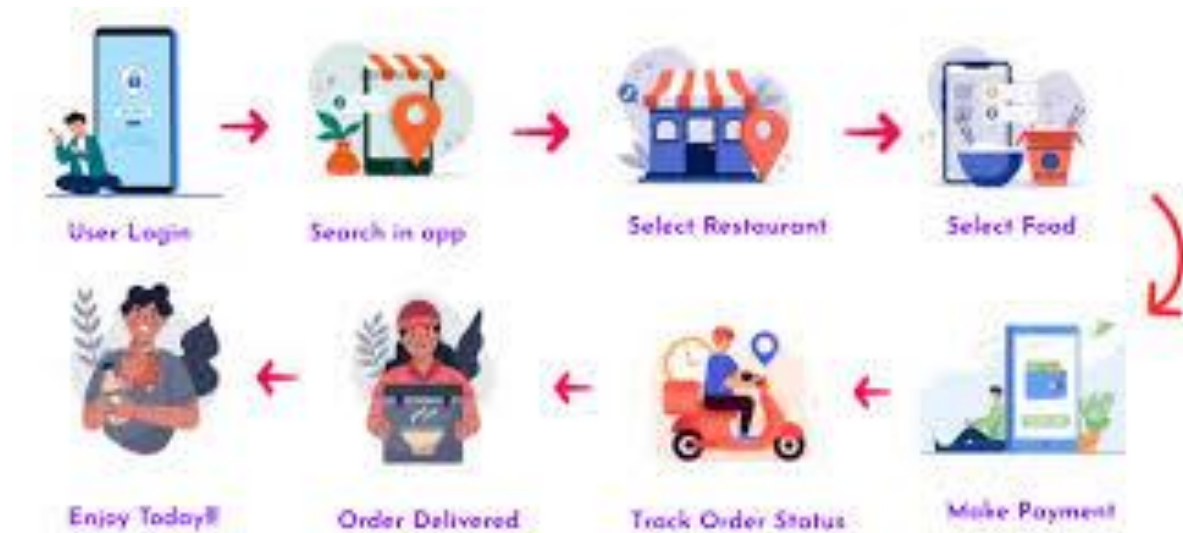 User Login
Search in app
Select Restaurant
Select Food
Make Payment
Track Order Status
Order Delivered
Enjoy Today!!